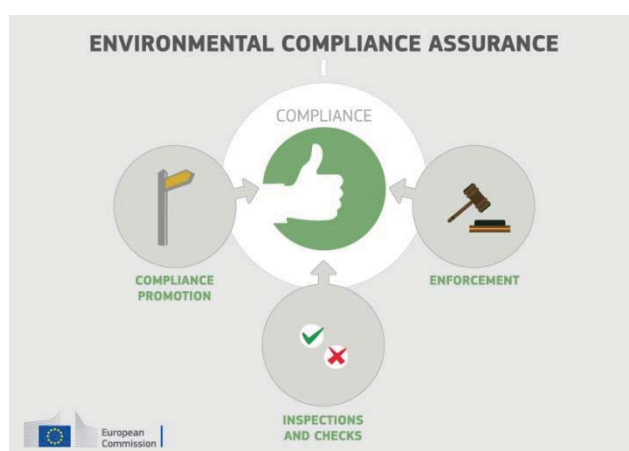 ENVIRONMENTAL COMPLIANCE ASSURANCE
COMPLIANCE
COMPLIANCE
PROMOTION
ENFORCEMENT
INSPECTIONS
AND CHECKS
European
Commission